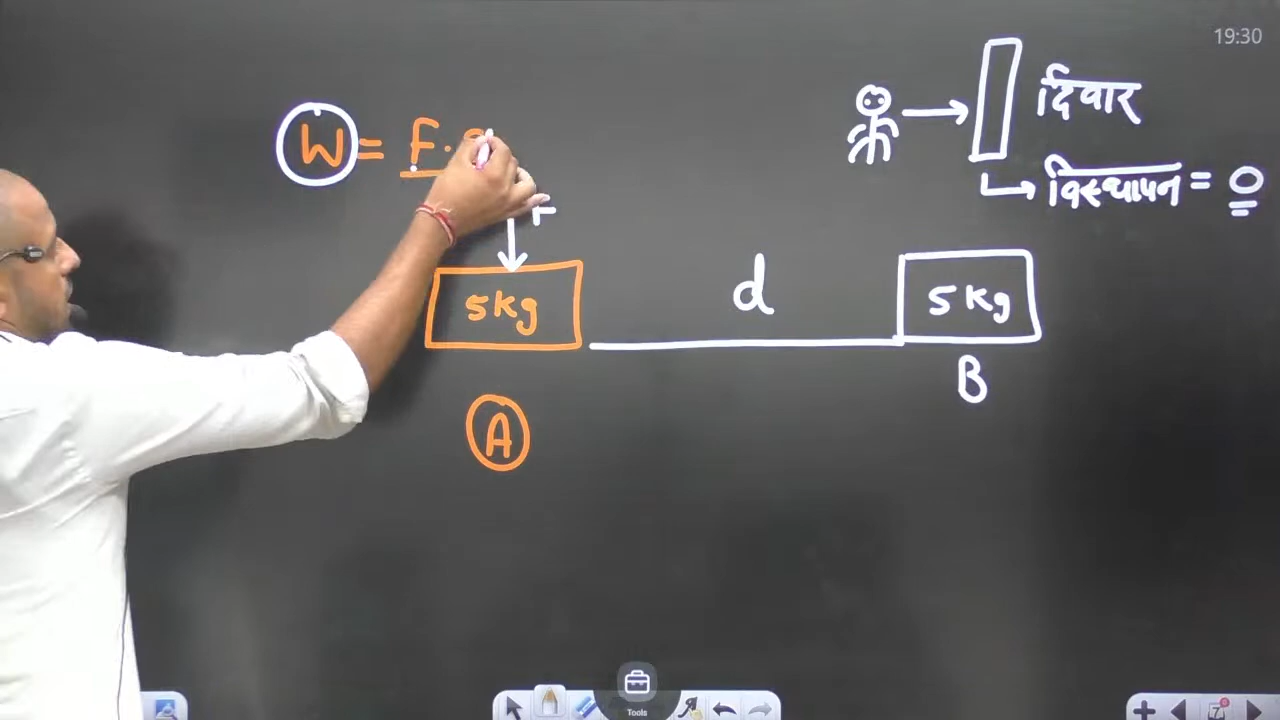 19:30
W = F.
दिवार
विस्थापन = 0
F
5kg
d
5kg
A
B
Tools